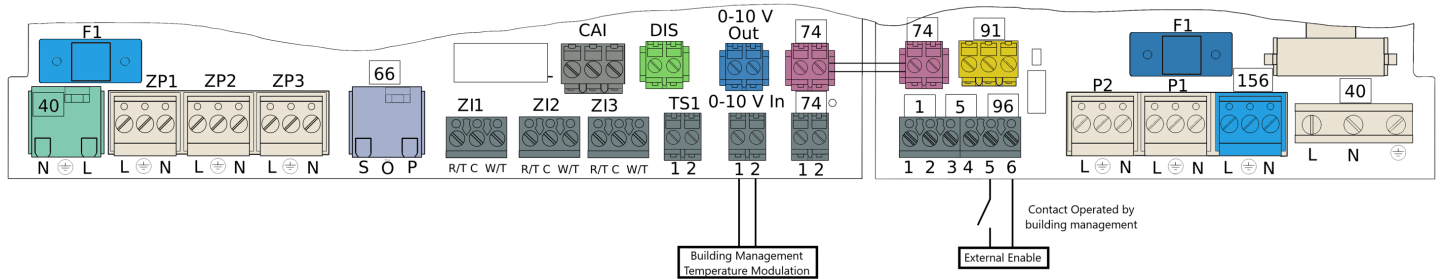 F1
ZP1 ZP2 ZP3
40
N L L N L N L N
66
S Ö P
CAI
DIS
0-10 V
Out
74
ZI1 ZI2 ZI3
R/T C W/T R/T C W/T R/T C W/T
TS1
1 2
0-10 V In
1 2
74
1 2
Building Management
Temperature Modulation
74
91
1 5 96
1 2 3 4 5 6
Contact Operated by
building management
External Enable
F1
P2 P1
156
40
L N L N L N L N